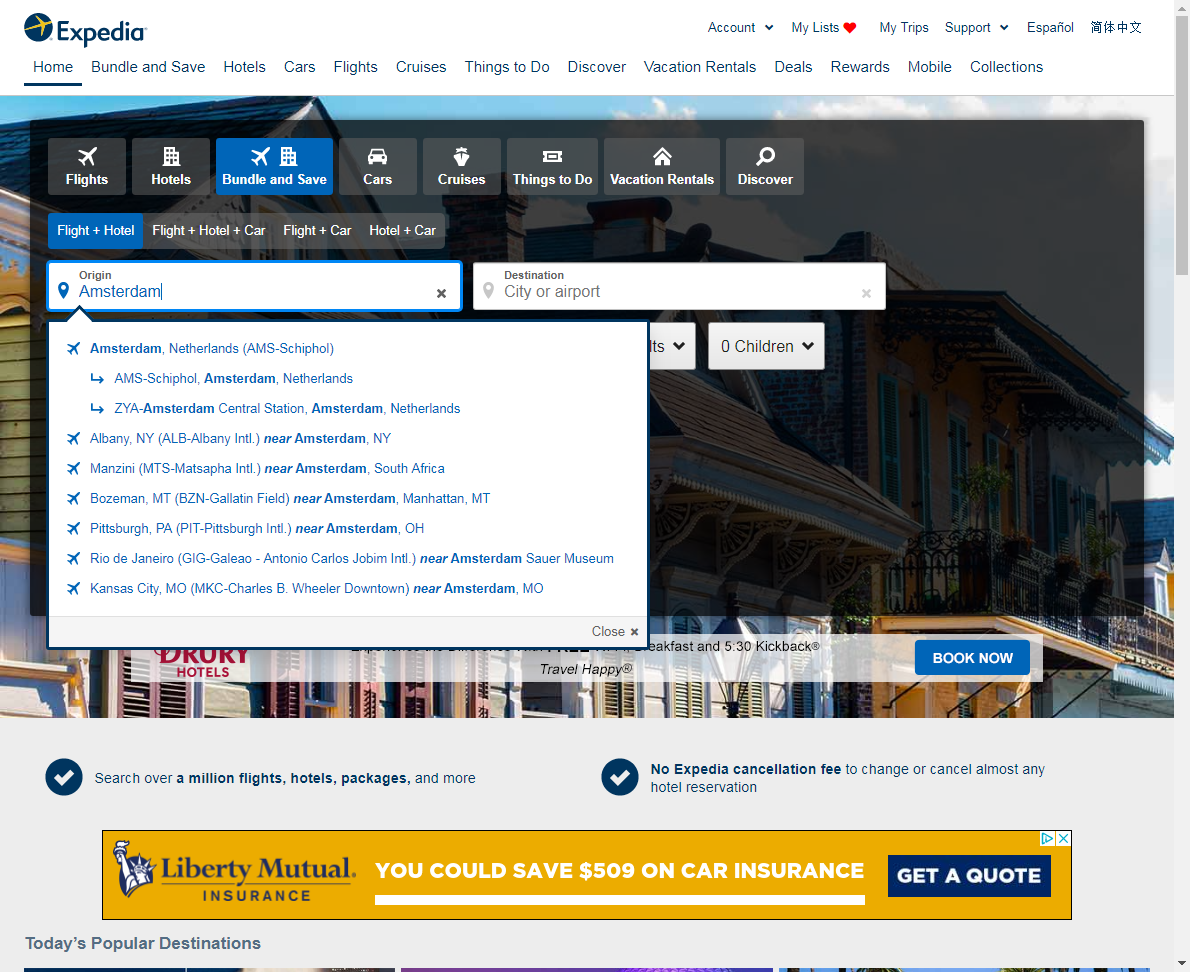 Expedia
Account
My Lists
My Trips
Support
Español
简体中文
Home
Bundle and Save
Hotels
Cars
Flights
Cruises
Things to Do
Discover
Vacation Rentals
Deals
Rewards
Mobile
Collections
Flights
Hotels
Bundle and Save
Cars
Cruises
Things to Do
Vacation Rentals
Discover
Flight + Hotel
Flight + Hotel + Car
Flight + Car
Hotel + Car
Origin
Amsterdam
Destination
City or airport
0 Children
Amsterdam, Netherlands (AMS-Schiphol)
AMS-Schiphol, Amsterdam, Netherlands
ZYA-Amsterdam Central Station, Amsterdam, Netherlands
Albany, NY (ALB-Albany Intl.) near Amsterdam, NY
Manzini (MTS-Matsapha Intl.) near Amsterdam, South Africa
Bozeman, MT (BZN-Gallatin Field) near Amsterdam, Manhattan, MT
Pittsburgh, PA (PIT-Pittsburgh Intl.) near Amsterdam, OH
Rio de Janeiro (GIG-Galeao - Antonio Carlos Jobim Intl.) near Amsterdam Sauer Museum
Kansas City, MO (MKC-Charles B. Wheeler Downtown) near Amsterdam, MO
Close
DRURY
HOTELS
and 5:30 Kickback®
Travel Happy®
BOOK NOW
Search over a million flights, hotels, packages, and more
No Expedia cancellation fee to change or cancel almost any
hotel reservation
Liberty Mutual.
INSURANCE
YOU COULD SAVE $509 ON CAR INSURANCE
GET A QUOTE
Today's Popular Destinations